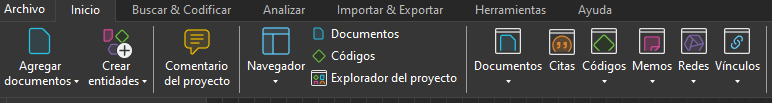 Archivo Inicio Buscar & Codificar Analizar Importar & Exportar Herramientas Ayuda
Agregar documentos
Crear entidades
Comentario del proyecto
Navegador
Documentos
Códigos
Explorador del proyecto
Documentos Citas Códigos Memos Redes Vínculos